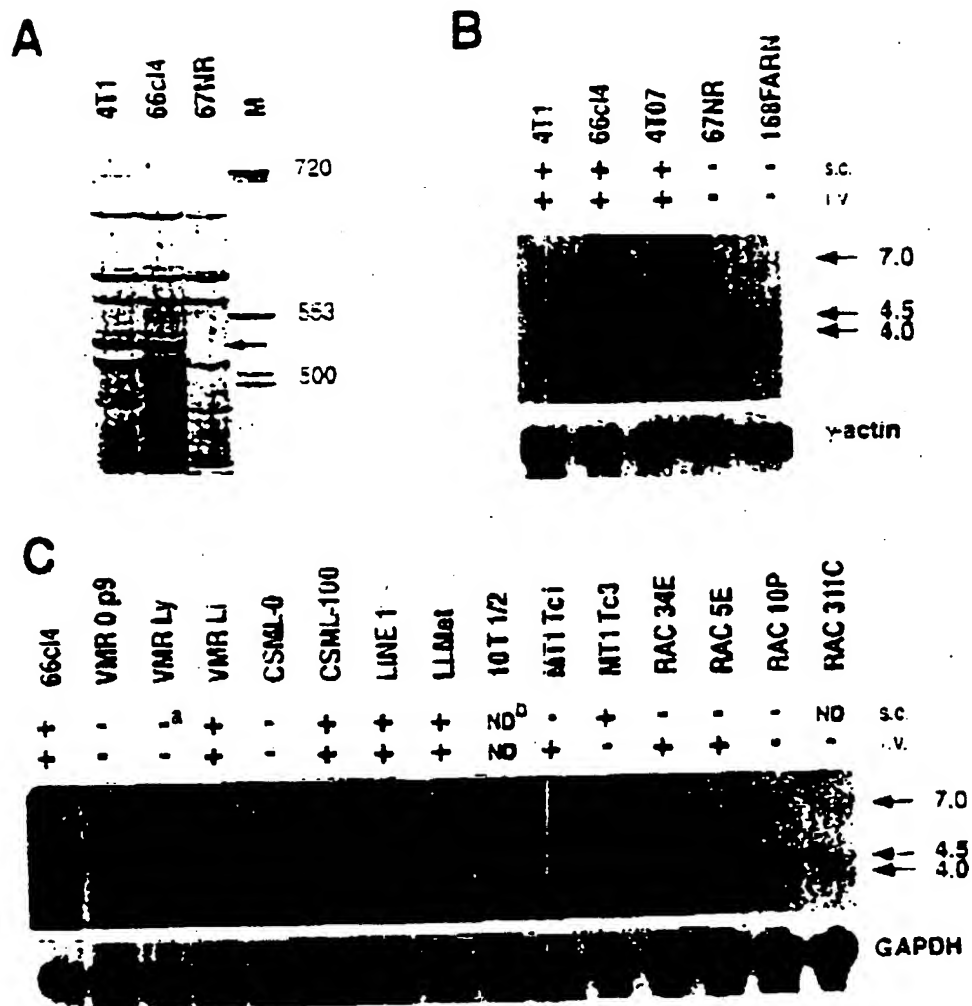 A
4T1 66cl4 67NR M
720
553
500
B
4T1 66cl4 4T07 67NR 168FARN
+ + + - - s.c.
+ + + - - i.v.
7.0
4.5
4.0
γ-actin
C
66cl4 VMR O p9 VMR Ly VMR Li CSML-0 CSML-100 LINE 1 LLMet 10T 1/2 MT1 Tc1 MT1 Tc3 RAC 34E RAC 5E RAC 10P RAC 311C
+ - -a + - + + + NDb - + - - - ND s.c.
+ - - + - + + + ND + - + + - - i.v.
7.0
4.5
4.0
GAPDH